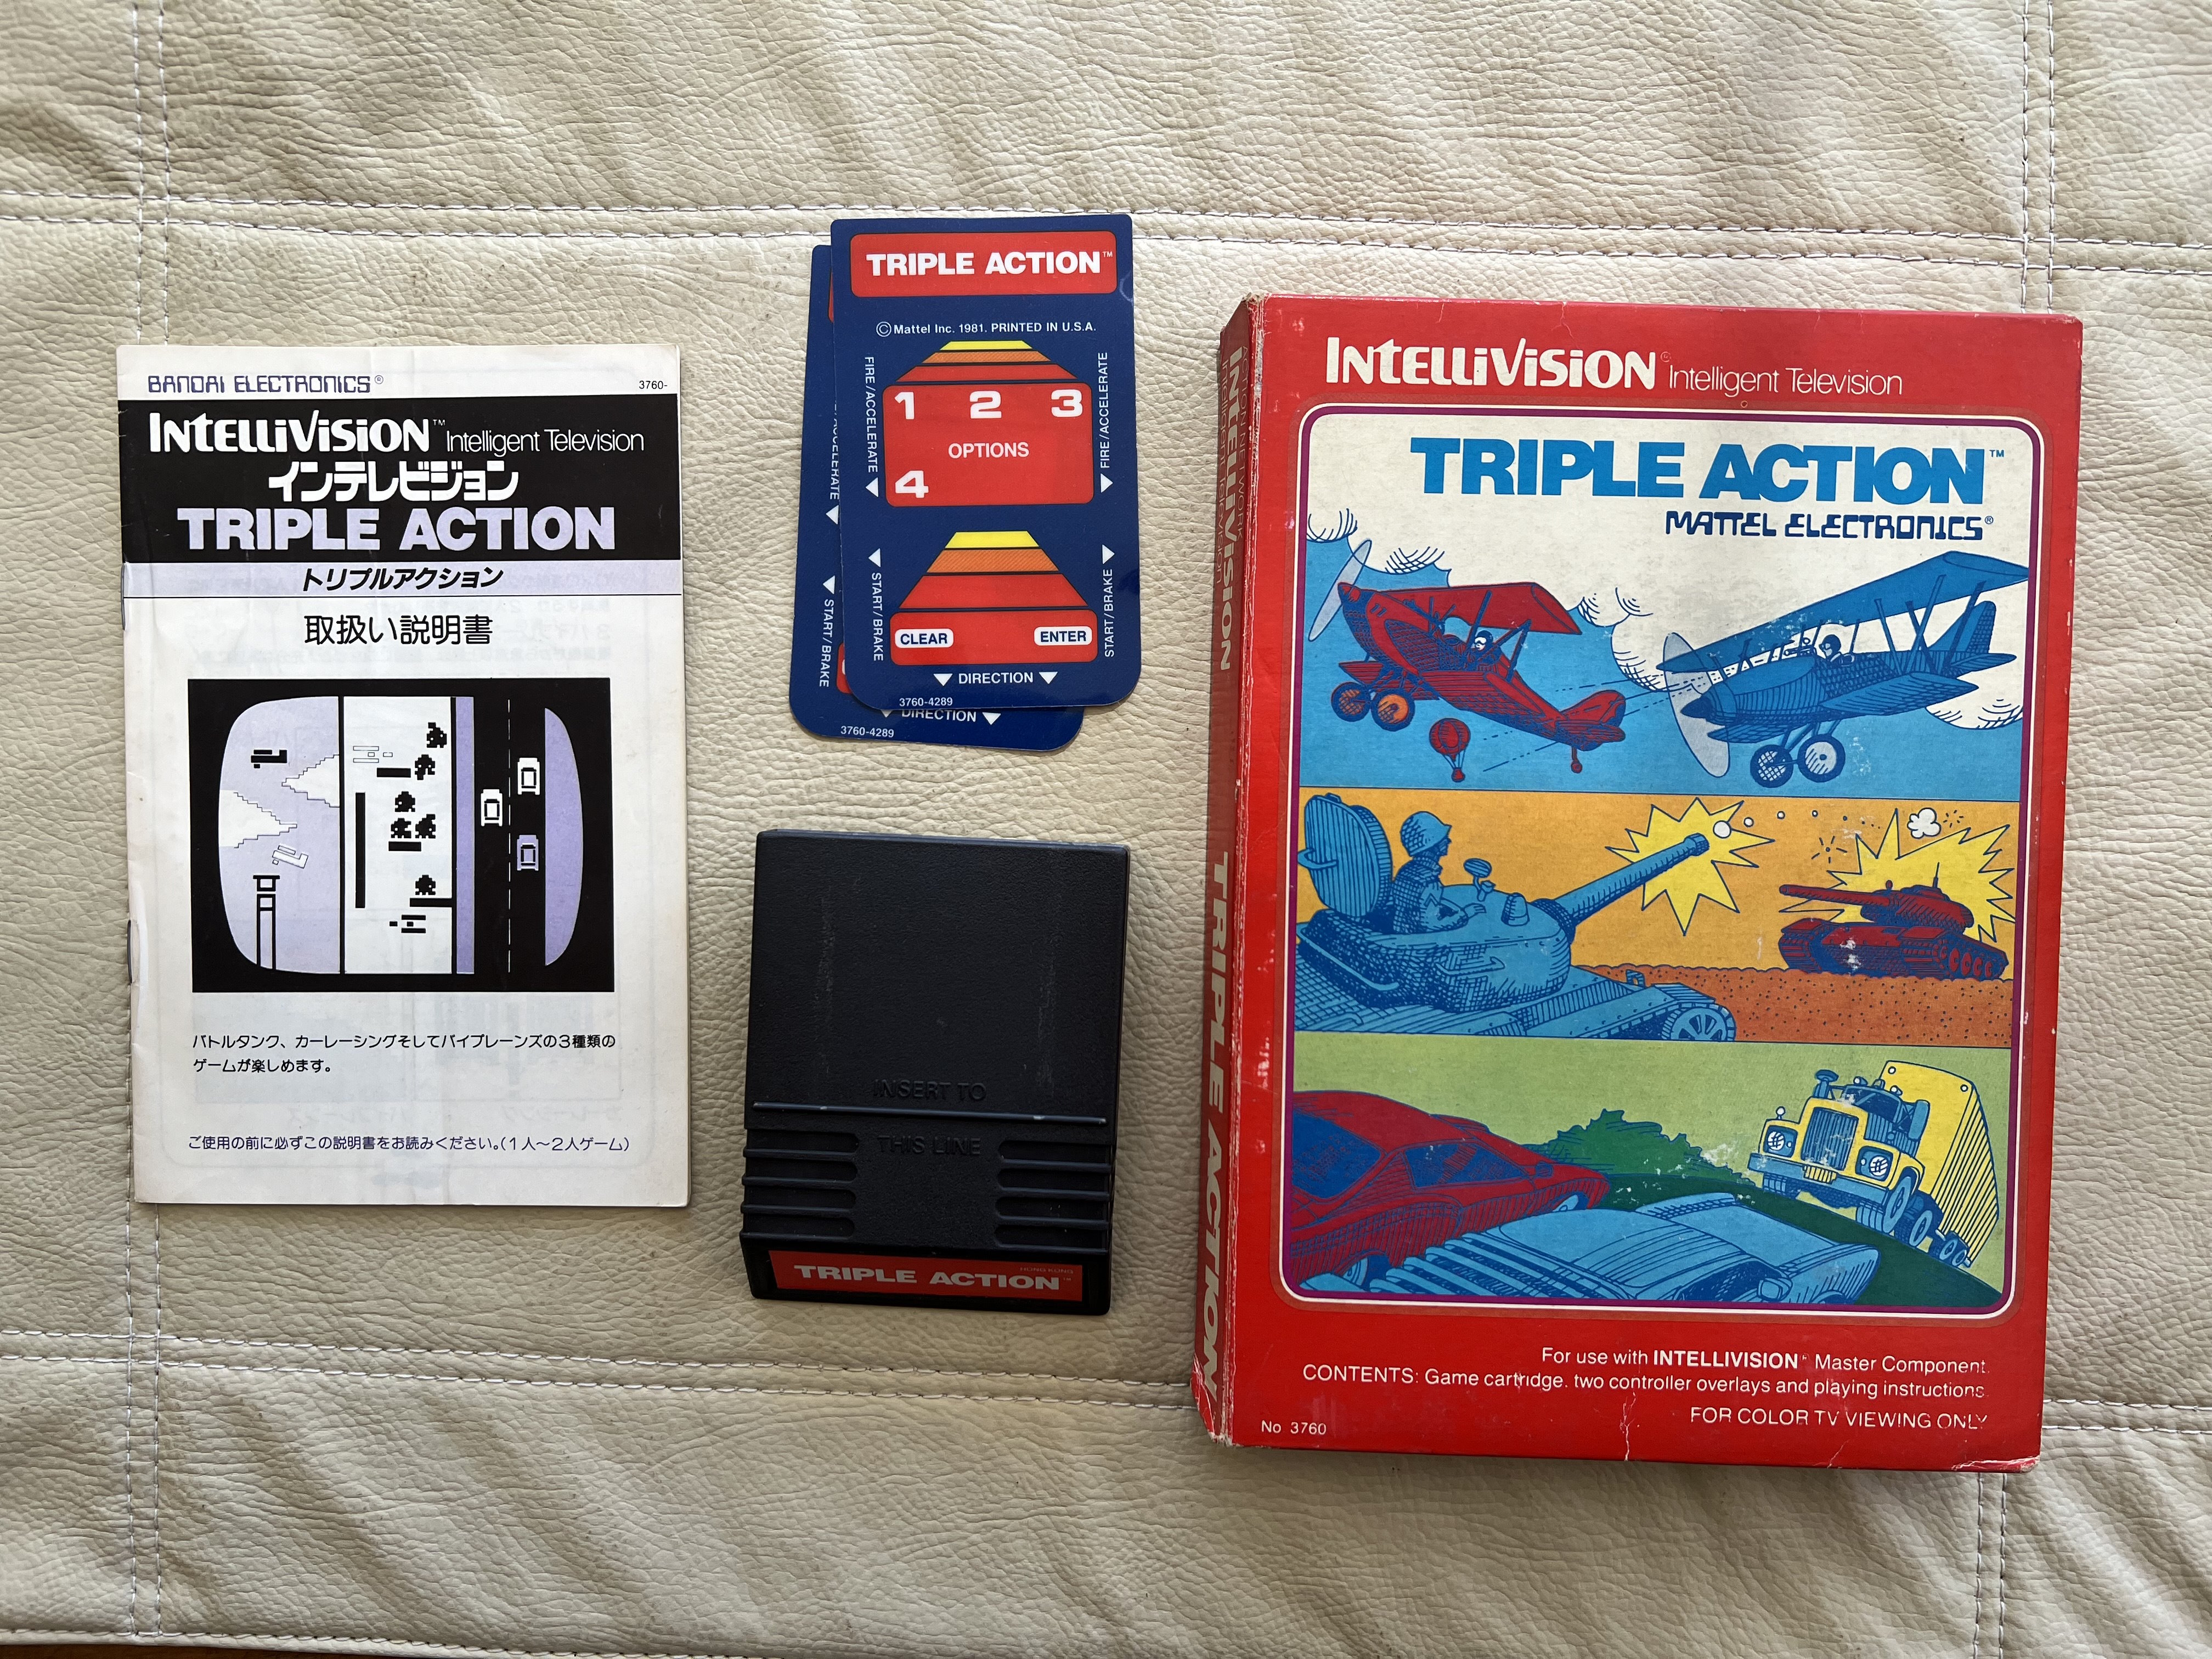 BANDAI ELECTRONICS®
3760-
INTELLIVISION™ Intelligent Television
インテレビジョン
TRIPLE ACTION
トリプルアクション
取扱い説明書
バトルタンク、カーレーシングそしてバイプレーンズの3種類の
ゲームが楽しめます。
ご使用の前に必ずこの説明書をお読みください。(1人〜2人ゲーム)
TRIPLE ACTION™
©Mattel Inc. 1981. PRINTED IN U.S.A.
FIRE/ACCELERATE
FIRE/ACCELERATE
1 2 3
OPTIONS
4
START/BRAKE
START/BRAKE
CLEAR ENTER
DIRECTION
3760-4289
START/BRAKE
DIRECTION
3760-4289
INSERT TO
THIS LINE
HONG KONG
TRIPLE ACTION™
INTELLIVISION
TRIPLE ACTION
INTELLIVISION® Intelligent Television
TRIPLE ACTION™
MATTEL ELECTRONICS®
For use with INTELLIVISION® Master Component.
CONTENTS: Game cartridge, two controller overlays and playing instructions.
FOR COLOR TV VIEWING ONLY
No 3760